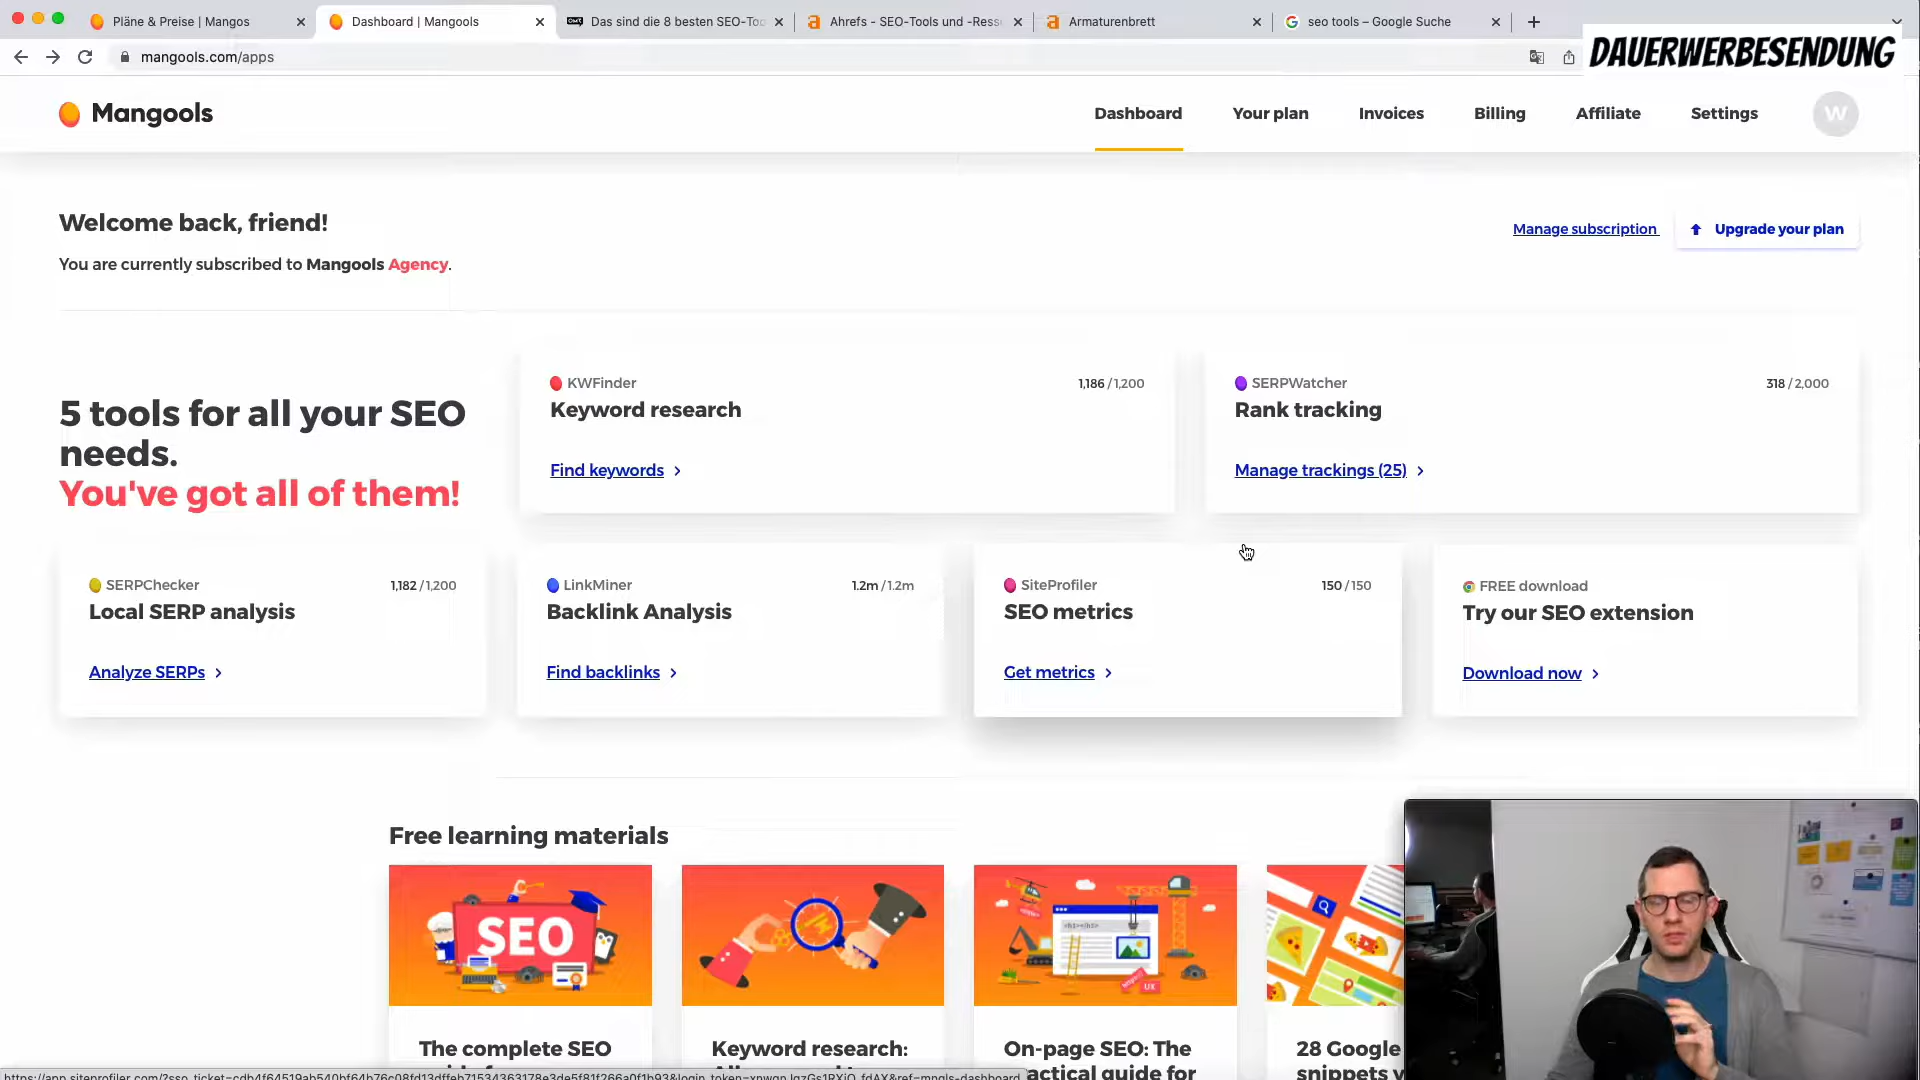 Pläne & Preise | Mangos
Dashboard | Mangools
Das sind die 8 besten SEO-Too
Ahrefs - SEO-Tools und -Ress
Armaturenbrett
seo tools – Google Suche
mangools.com/apps
DAUERWERBESENDUNG
Mangools
Dashboard
Your plan
Invoices
Billing
Affiliate
Settings
W
Welcome back, friend!
Manage subscription
Upgrade your plan
You are currently subscribed to Mangools Agency.
5 tools for all your SEO
needs.
You've got all of them!
KWFinder
1,186 / 1,200
Keyword research
Find keywords
SERPWatcher
318 / 2,000
Rank tracking
Manage trackings (25)
SERPChecker
1,182 / 1,200
Local SERP analysis
Analyze SERPs
LinkMiner
1.2m / 1.2m
Backlink Analysis
Find backlinks
SiteProfiler
150 / 150
SEO metrics
Get metrics
FREE download
Try our SEO extension
Download now
Free learning materials
SEO
<h1></h1>
UX
The complete SEO
Keyword research:
On-page SEO: The
actical guide for
28 Google
snippets